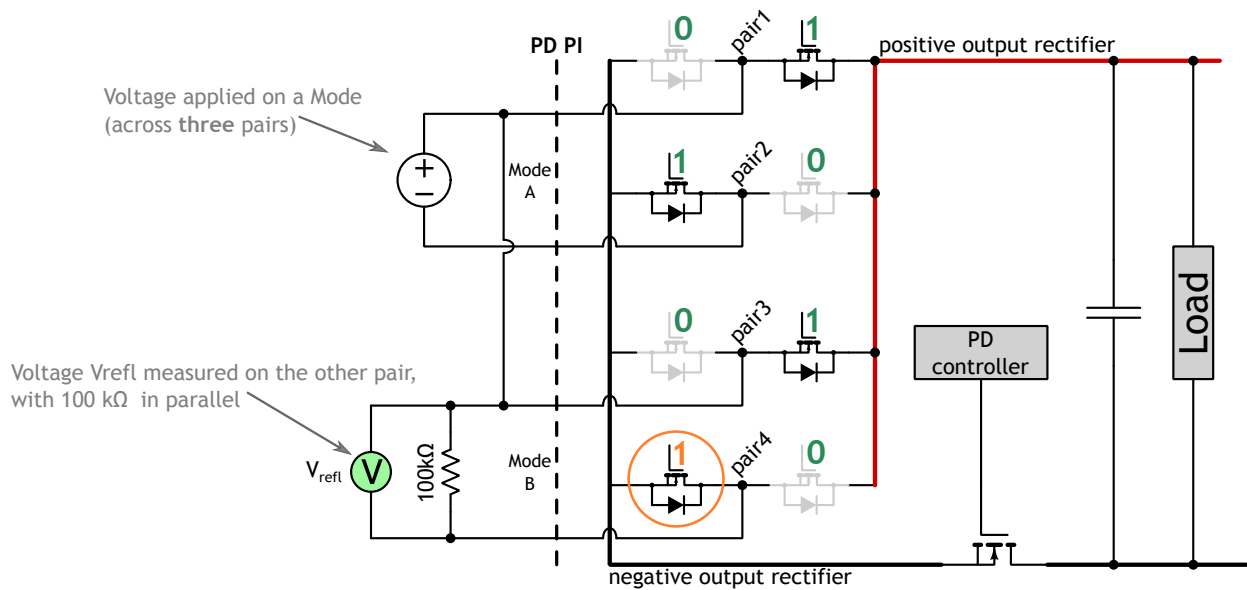 0
1
PD PI
pair1
positive output rectifier
Voltage applied on a Mode
(across three pairs)
+
−
Mode
A
1
0
pair2
0
1
pair3
PD
controller
Load
Voltage Vrefl measured on the other pair,
with 100 kΩ in parallel
Vrefl
V
100kΩ
Mode
B
1
0
pair4
negative output rectifier